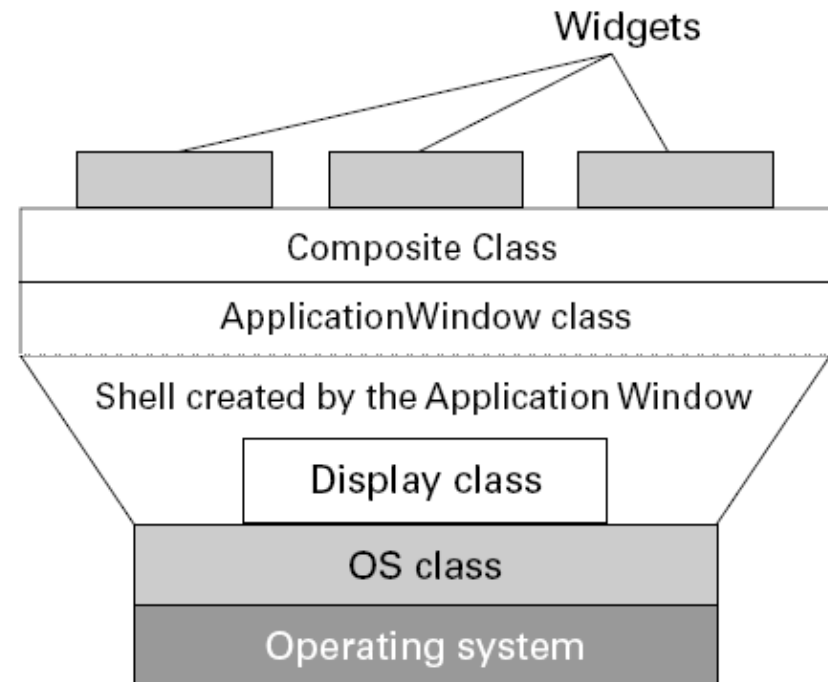 Widgets
Composite Class
ApplicationWindow class
Shell created by the Application Window
Display class
OS class
Operating system